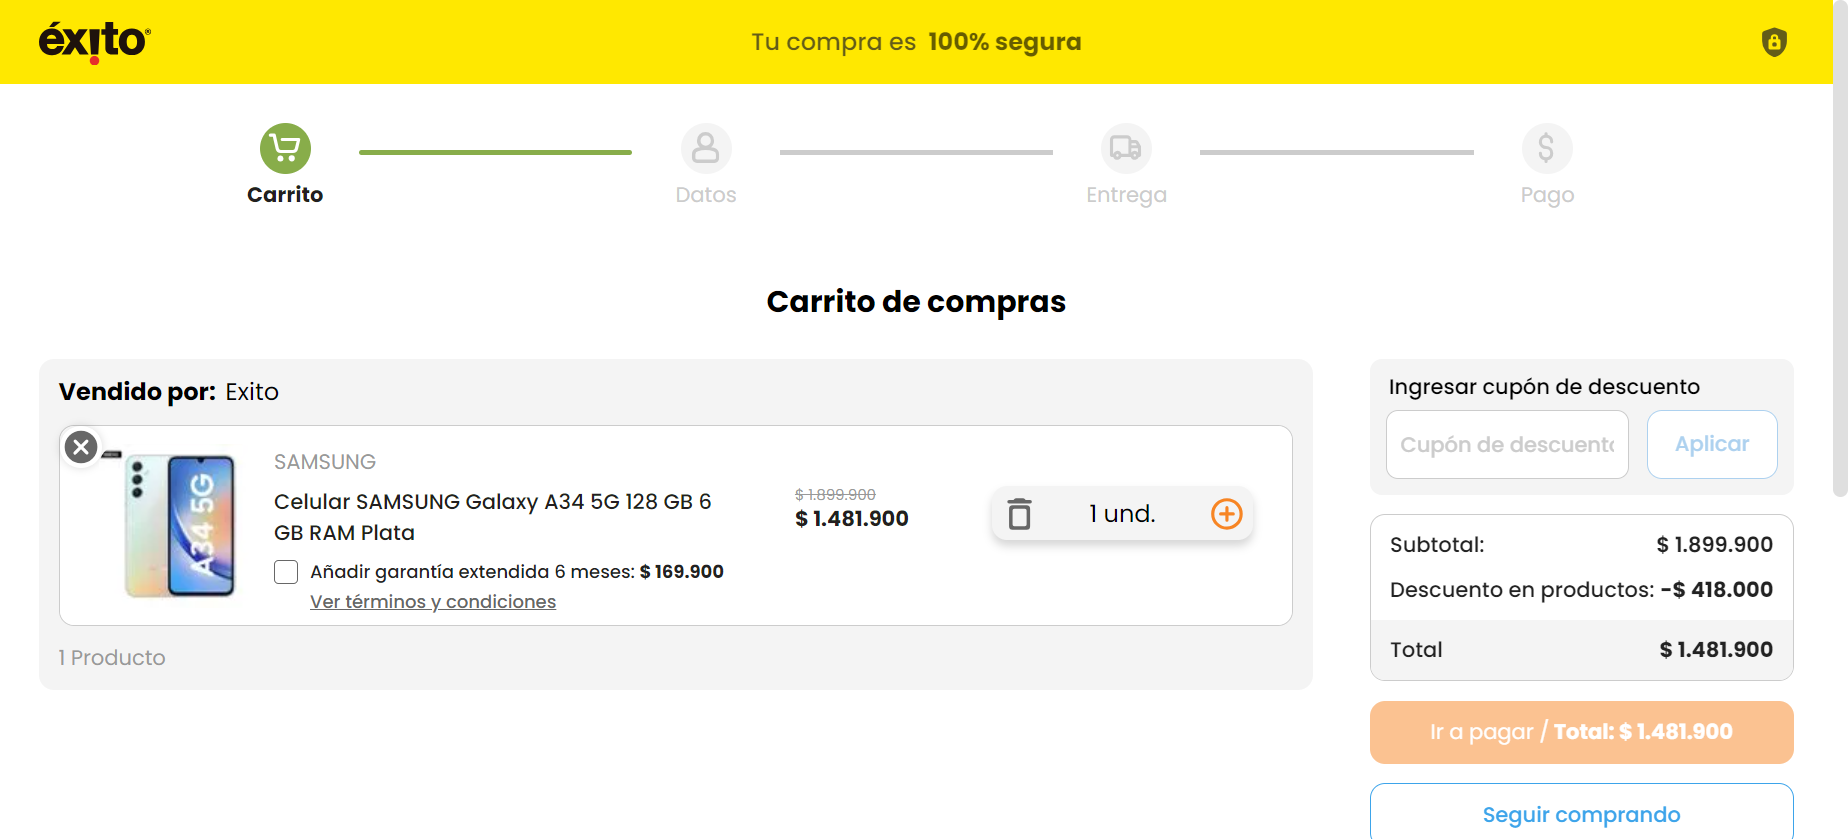 éxito®
Tu compra es 100% segura
Carrito
Datos
Entrega
Pago
Carrito de compras
Vendido por: Exito
SAMSUNG
Celular SAMSUNG Galaxy A34 5G 128 GB 6
GB RAM Plata
Añadir garantía extendida 6 meses: $ 169.900
Ver términos y condiciones
A34 5G
$ 1.899.900
$ 1.481.900
1 und.
1 Producto
Ingresar cupón de descuento
Cupón de descuento
Aplicar
Subtotal: $ 1.899.900
Descuento en productos: -$ 418.000
Total $ 1.481.900
Ir a pagar / Total: $ 1.481.900
Seguir comprando